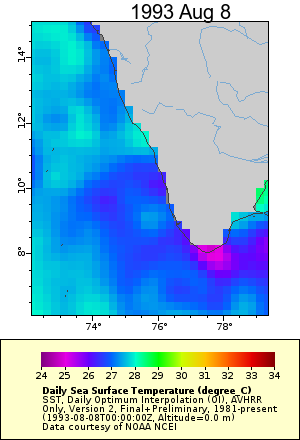 1993 Aug 8
14°
12°
10°
8°
74°
76°
78°
24 25 26 27 28 29 30 31 32 33 34
Daily Sea Surface Temperature (degree_C)
SST, Daily Optimum Interpolation (OI), AVHRR
Only, Version 2, Final+Preliminary, 1981-present
(1993-08-08T00:00:00Z, Altitude=0.0 m)
Data courtesy of NOAA NCEI